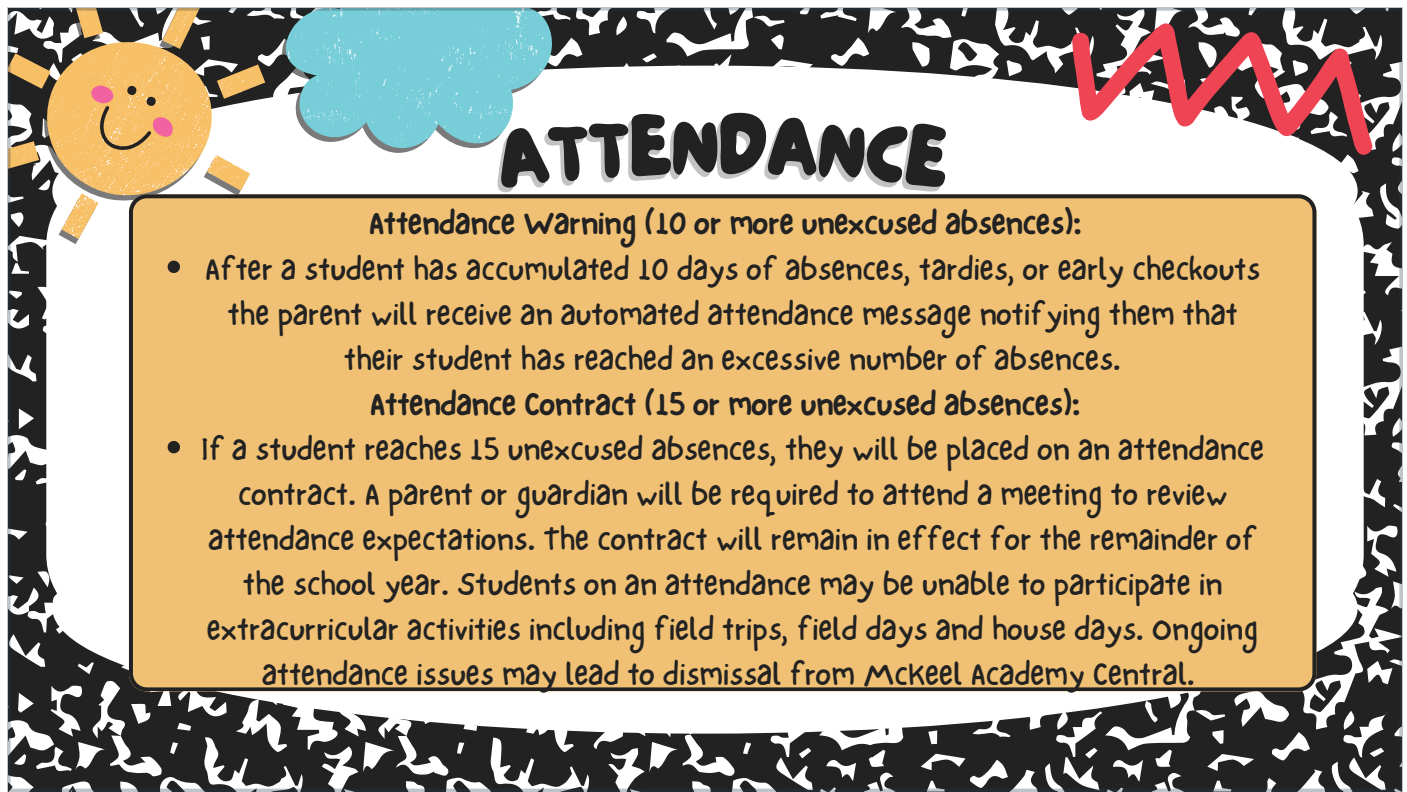 ATTENDANCE
Attendance Warning (10 or more unexcused absences):
• After a student has accumulated 10 days of absences, tardies, or early checkouts
the parent will receive an automated attendance message notifying them that
their student has reached an excessive number of absences.
Attendance Contract (15 or more unexcused absences):
• If a student reaches 15 unexcused absences, they will be placed on an attendance
contract. A parent or guardian will be required to attend a meeting to review
attendance expectations. The contract will remain in effect for the remainder of
the school year. Students on an attendance may be unable to participate in
extracurricular activities including field trips, field days and house days. Ongoing
attendance issues may lead to dismissal from McKeel Academy Central.